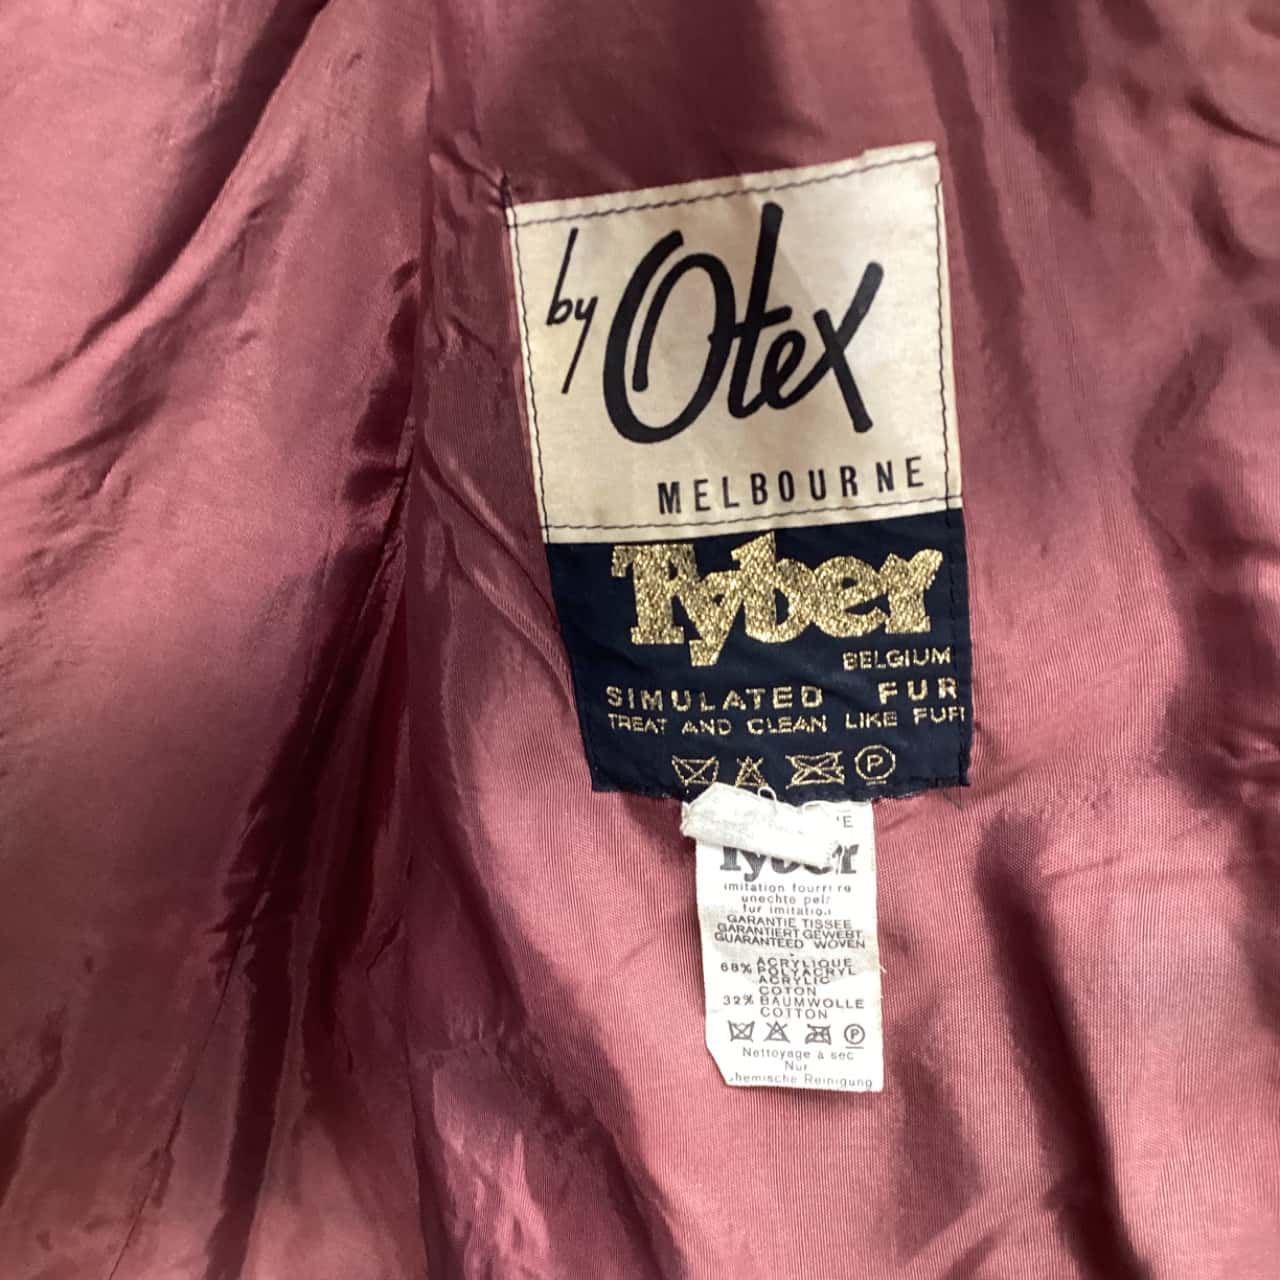 by Otex
MELBOURNE
Tyber
BELGIUM
SIMULATED FUR
TREAT AND CLEAN LIKE FUR
P
Tyber
imitation fourrure
unechte pelz
fur imitation
GARANTIE TISSEE
GARANTIERT GEWEBT
GUARANTEED WOVEN
ACRYLIQUE
68% POLYACRYL
ACRYLIC
COTON
32% BAUMWOLLE
COTTON
P
Nettoyage à sec
Nur
chemische Reinigung